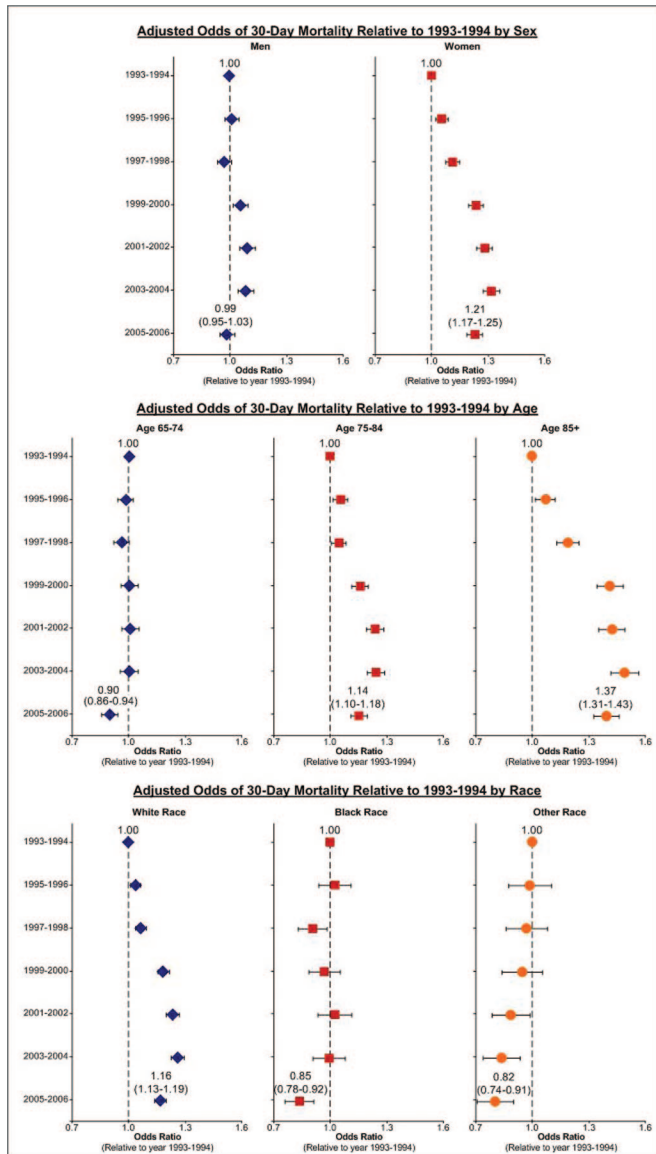 Adjusted Odds of 30-Day Mortality Relative to 1993-1994 by Sex
Men Women
1.00 1.00
1993-1994
1995-1996
1997-1998
1999-2000
2001-2002
2003-2004
0.99 1.21
(0.95-1.03) (1.17-1.25)
2005-2006
0.7 1.0 1.3 1.6 0.7 1.0 1.3 1.6
Odds Ratio Odds Ratio
(Relative to year 1993-1994) (Relative to year 1993-1994)
Adjusted Odds of 30-Day Mortality Relative to 1993-1994 by Age
Age 65-74 Age 75-84 Age 85+
1.00 1.00 1.00
1993-1994
1995-1996
1997-1998
1999-2000
2001-2002
2003-2004
0.90 1.14 1.37
(0.86-0.94) (1.10-1.18) (1.31-1.43)
2005-2006
0.7 1.0 1.3 1.6 0.7 1.0 1.3 1.6 0.7 1.0 1.3 1.6
Odds Ratio Odds Ratio Odds Ratio
(Relative to year 1993-1994) (Relative to year 1993-1994) (Relative to year 1993-1994)
Adjusted Odds of 30-Day Mortality Relative to 1993-1994 by Race
White Race Black Race Other Race
1.00 1.00 1.00
1993-1994
1995-1996
1997-1998
1999-2000
2001-2002
2003-2004
1.16 0.85 0.82
(1.13-1.19) (0.78-0.92) (0.74-0.91)
2005-2006
0.7 1.0 1.3 1.6 0.7 1.0 1.3 1.6 0.7 1.0 1.3 1.6
Odds Ratio Odds Ratio Odds Ratio
(Relative to year 1993-1994) (Relative to year 1993-1994) (Relative to year 1993-1994)